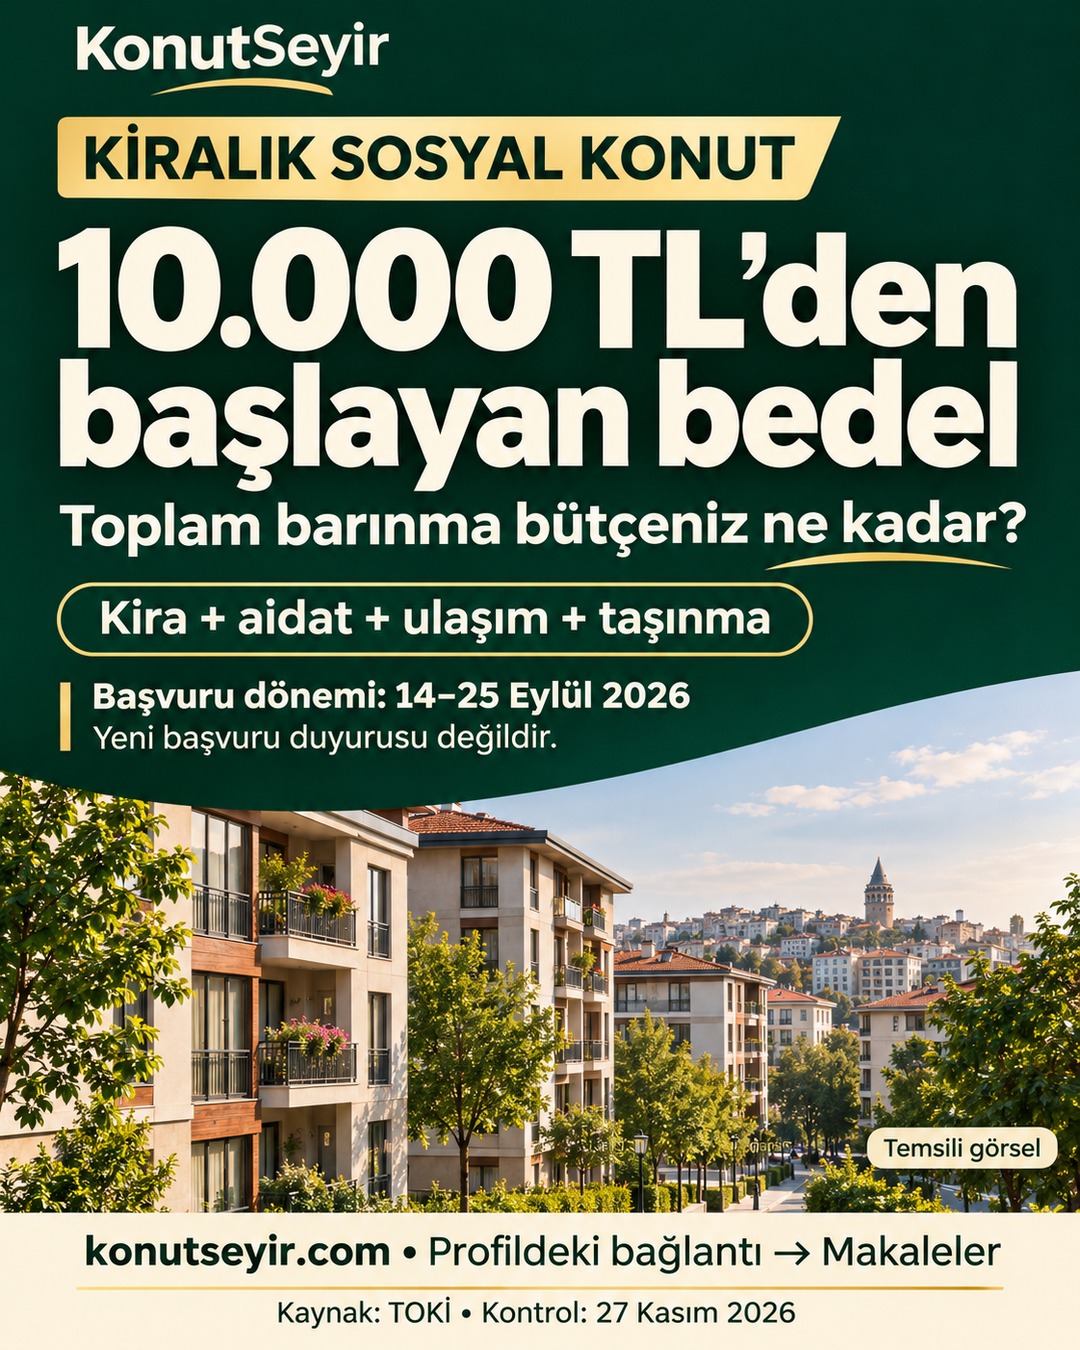 KonutSeyir
KİRALIK SOSYAL KONUT
10.000 TL’den
başlayan bedel
Toplam barınma bütçeniz ne kadar?
Kira + aidat + ulaşım + taşınma
Başvuru dönemi: 14–25 Eylül 2026
Yeni başvuru duyurusu değildir.
Temsili görsel
konutseyir.com • Profildeki bağlantı → Makaleler
Kaynak: TOKİ • Kontrol: 27 Kasım 2026